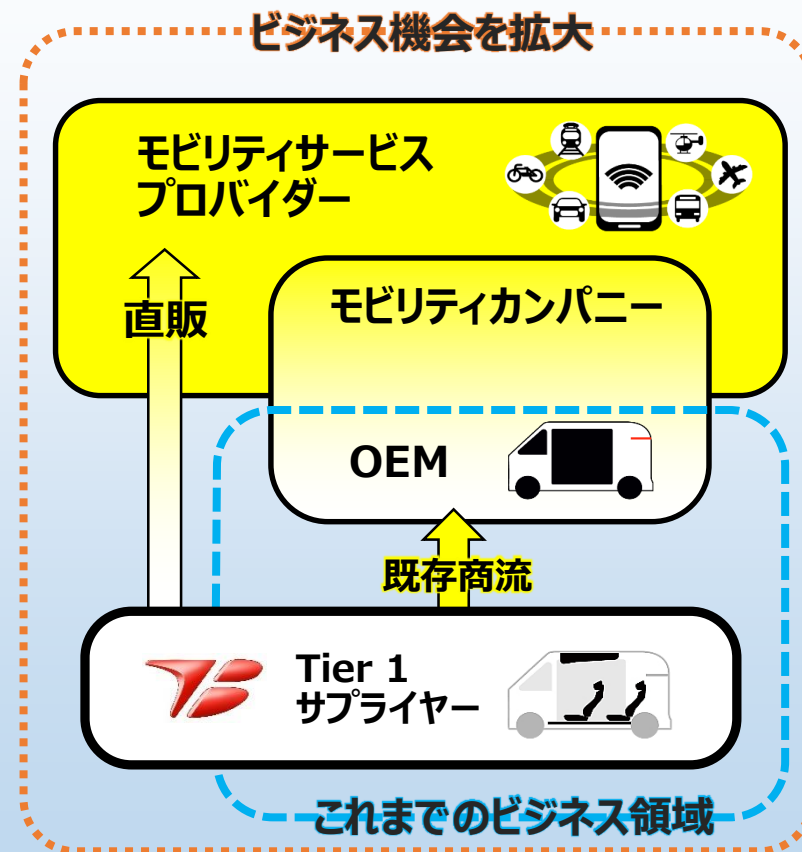 ビジネス機会を拡大
モビリティサービス
プロバイダー
直販
モビリティカンパニー
OEM
既存商流
Tier 1
サプライヤー
これまでのビジネス領域